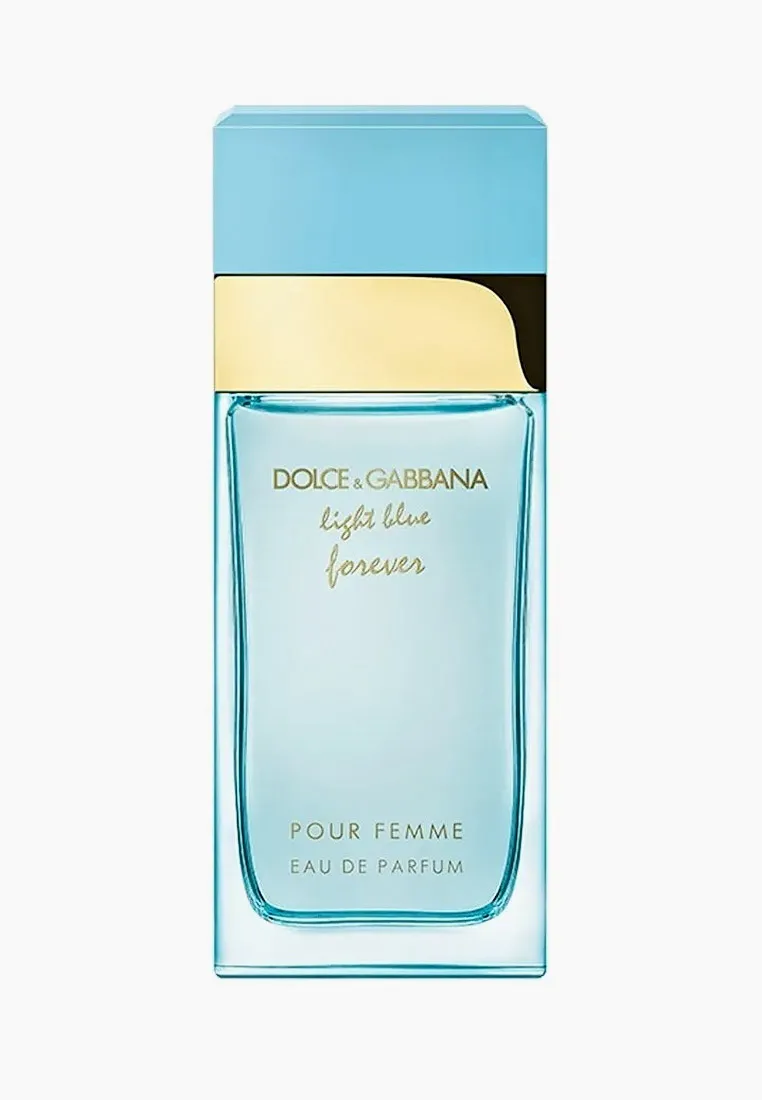 DOLCE & GABBANA
light blue
forever
POUR FEMME
EAU DE PARFUM